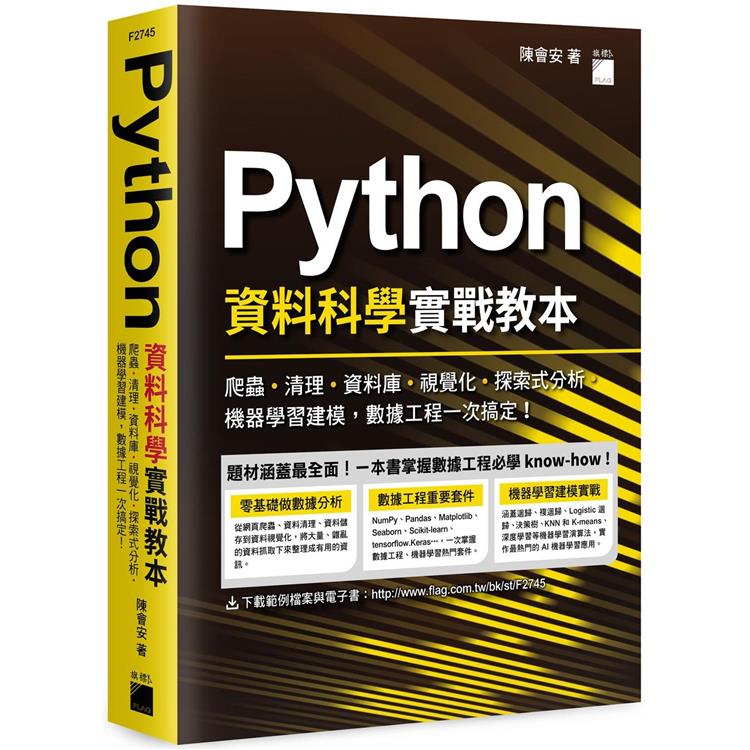 F2745
Python
資料科學實戰教本
爬蟲・清理・資料庫・視覺化・探索式分析・
機器學習建模，數據工程一次搞定！
陳會安 著
旗標
FLAG
陳會安 著
旗標
FLAG
Python
資料科學實戰教本
爬蟲・清理・資料庫・視覺化・探索式分析・
機器學習建模，數據工程一次搞定！
題材涵蓋最全面！一本書掌握數據工程必學 know-how！
零基礎做數據分析
從網頁爬蟲、資料清理、資料儲
存到資料視覺化，將大量、雜亂
的資料抓取下來整理成有用的資
訊。
數據工程重要套件
NumPy、Pandas、Matplotlib、
Seaborn、Scikit-learn、
tensorflow.Keras…，一次掌握
數據工程、機器學習熱門套件。
機器學習建模實戰
涵蓋迴歸、複迴歸、Logistic 迴
歸、決策樹、KNN 和 K-means、
深度學習等機器學習演算法，實
作最熱門的 AI 機器學習應用。
下載範例檔案與電子書：http://www.flag.com.tw/bk/st/F2745